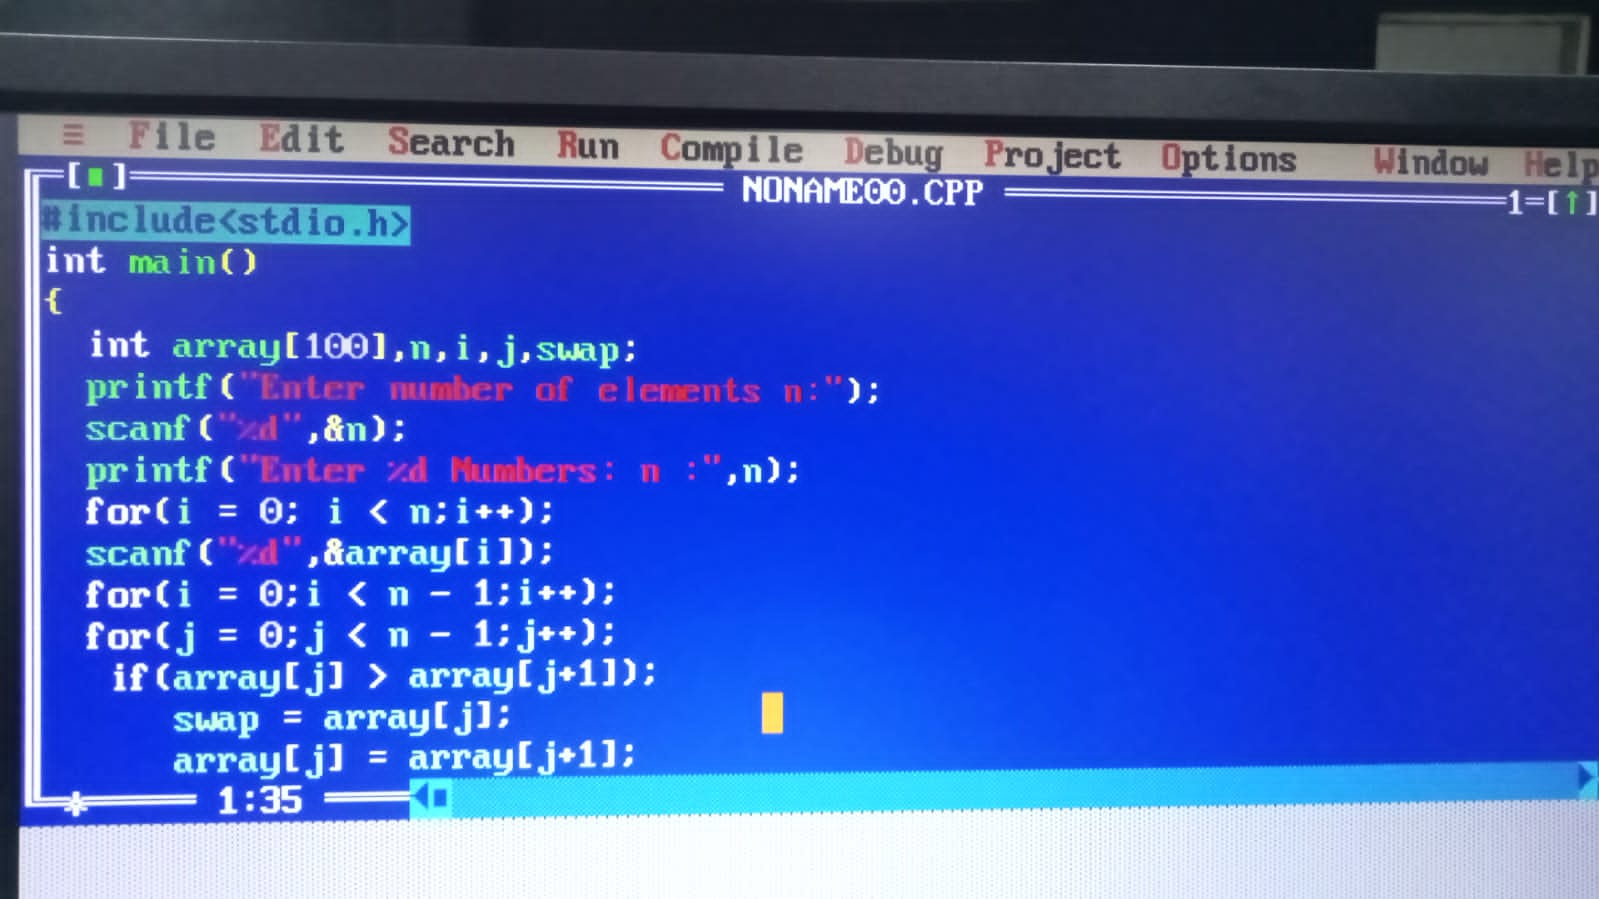 ≡ File Edit Search Run Compile Debug Project Options Window Help
[■] NONAME00.CPP 1=[↑]
#include<stdio.h>
int main()
{
int array[100],n,i,j,swap;
printf("Enter number of elements n:");
scanf("%d",&n);
printf("Enter %d Numbers: n :",n);
for(i = 0; i < n;i++);
scanf("%d",&array[i]);
for(i = 0;i < n - 1;i++);
for(j = 0;j < n - 1;j++);
if(array[j] > array[j+1]);
swap = array[j];
array[j] = array[j+1];
* 1:35